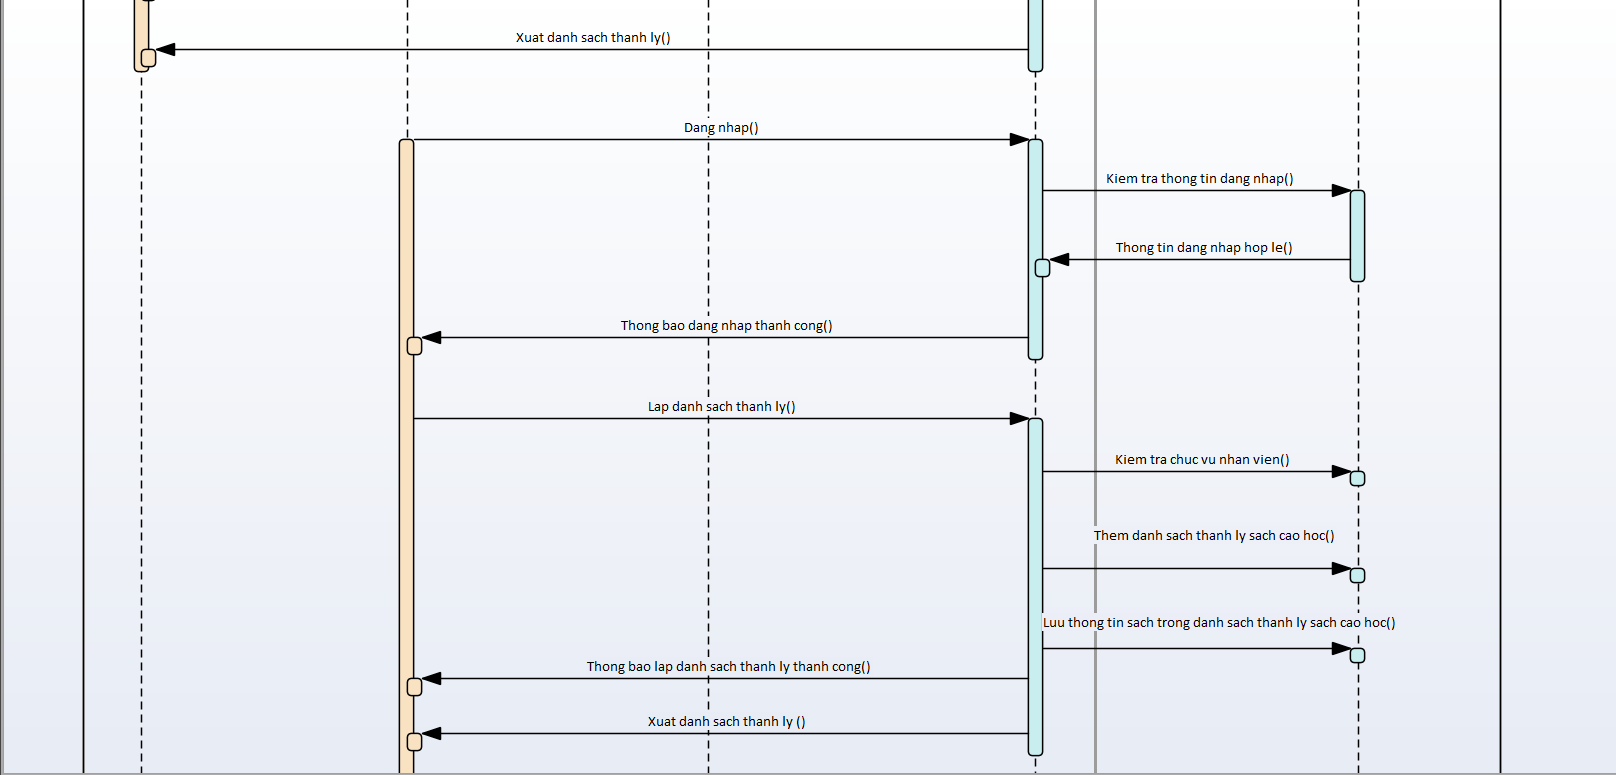 Xuat danh sach thanh ly()
Dang nhap()
Kiem tra thong tin dang nhap()
Thong tin dang nhap hop le()
Thong bao dang nhap thanh cong()
Lap danh sach thanh ly()
Kiem tra chuc vu nhan vien()
Them danh sach thanh ly sach cao hoc()
Luu thong tin sach trong danh sach thanh ly sach cao hoc()
Thong bao lap danh sach thanh ly thanh cong()
Xuat danh sach thanh ly ()